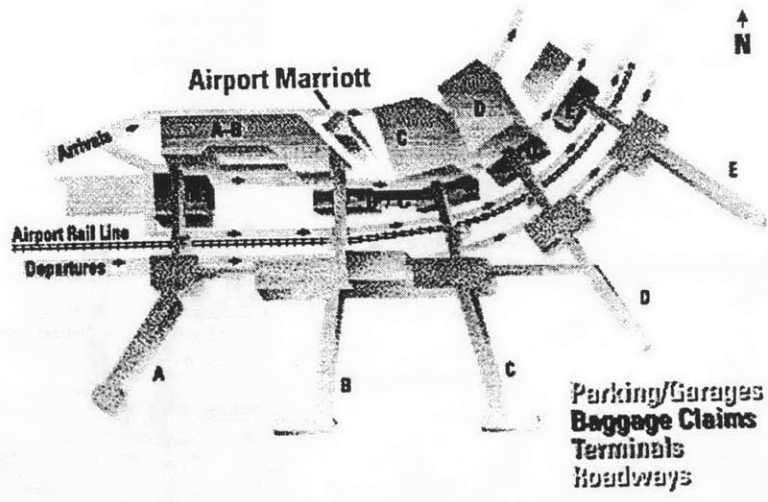 N
Airport Marriott
A-B
C
D
E
Arrivals
D
E
Airport Rail Line
Departures
D
A
B
C
Parking/Garages
Baggage Claims
Terminals
Roadways